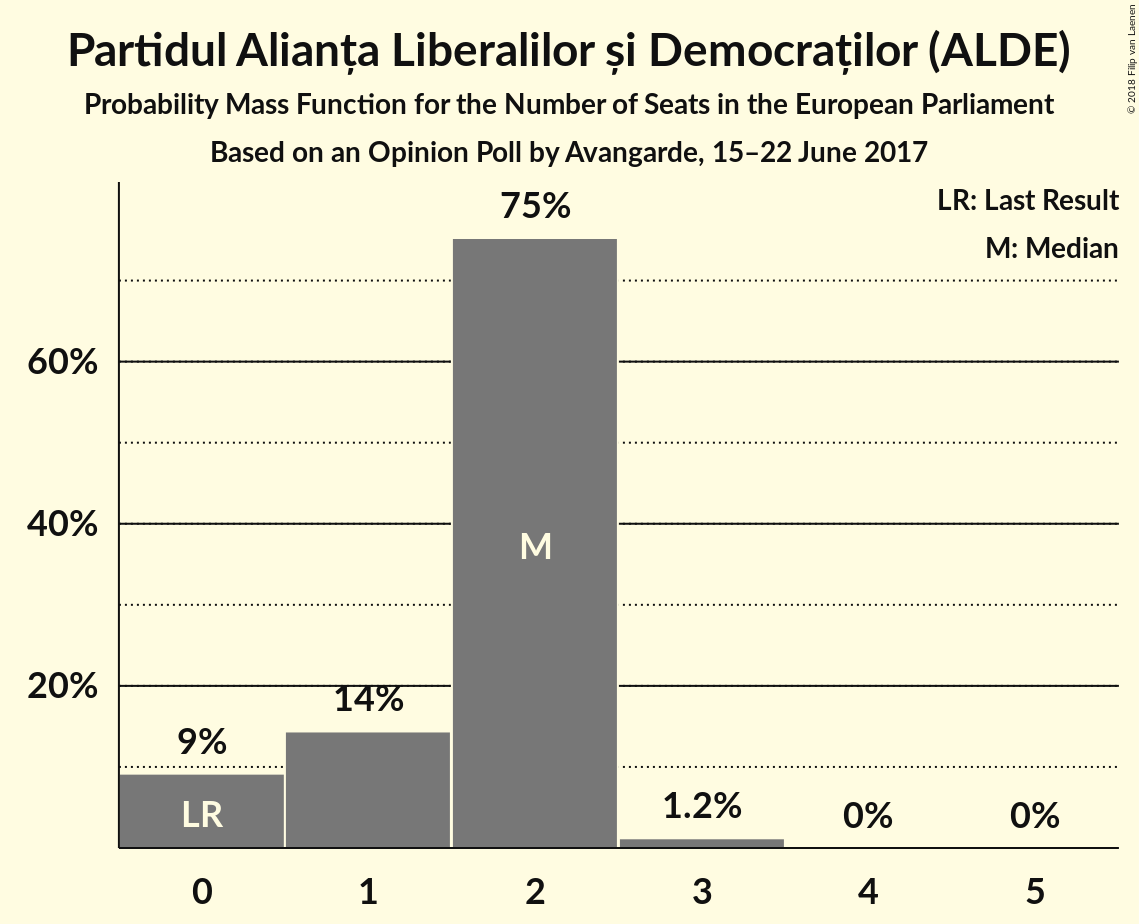 Partidul Alianța Liberalilor și Democraților (ALDE)
Probability Mass Function for the Number of Seats in the European Parliament
Based on an Opinion Poll by Avangarde, 15–22 June 2017
© 2018 Filip van Laenen
LR: Last Result
M: Median
75%
60%
40%
M
20%
14%
9%
LR
1.2%
0%
0%
0
1
2
3
4
5